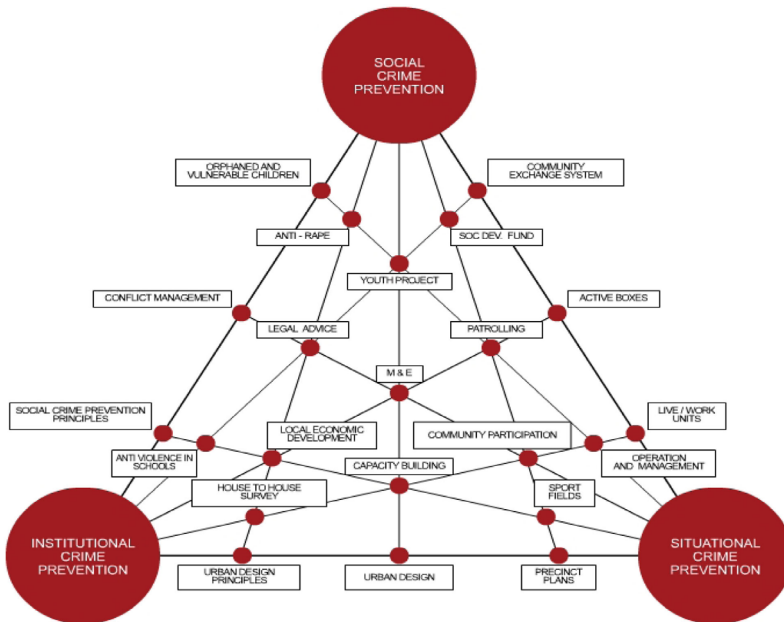 SOCIAL
CRIME
PREVENTION
ORPHANED AND
VULNERABLE CHILDREN
COMMUNITY
EXCHANGE SYSTEM
ANTI - RAPE
SOC DEV. FUND
YOUTH PROJECT
CONFLICT MANAGEMENT
ACTIVE BOXES
LEGAL ADVICE
PATROLLING
M & E
SOCIAL CRIME PREVENTION
PRINCIPLES
LIVE / WORK
UNITS
LOCAL ECONOMIC
DEVELOPMENT
COMMUNITY PARTICIPATION
ANTI VIOLENCE IN
SCHOOLS
CAPACITY BUILDING
OPERATION
AND MANAGEMENT
HOUSE TO HOUSE
SURVEY
SPORT
FIELDS
INSTITUTIONAL
CRIME
PREVENTION
SITUATIONAL
CRIME
PREVENTION
URBAN DESIGN
PRINCIPLES
URBAN DESIGN
PRECINCT
PLANS